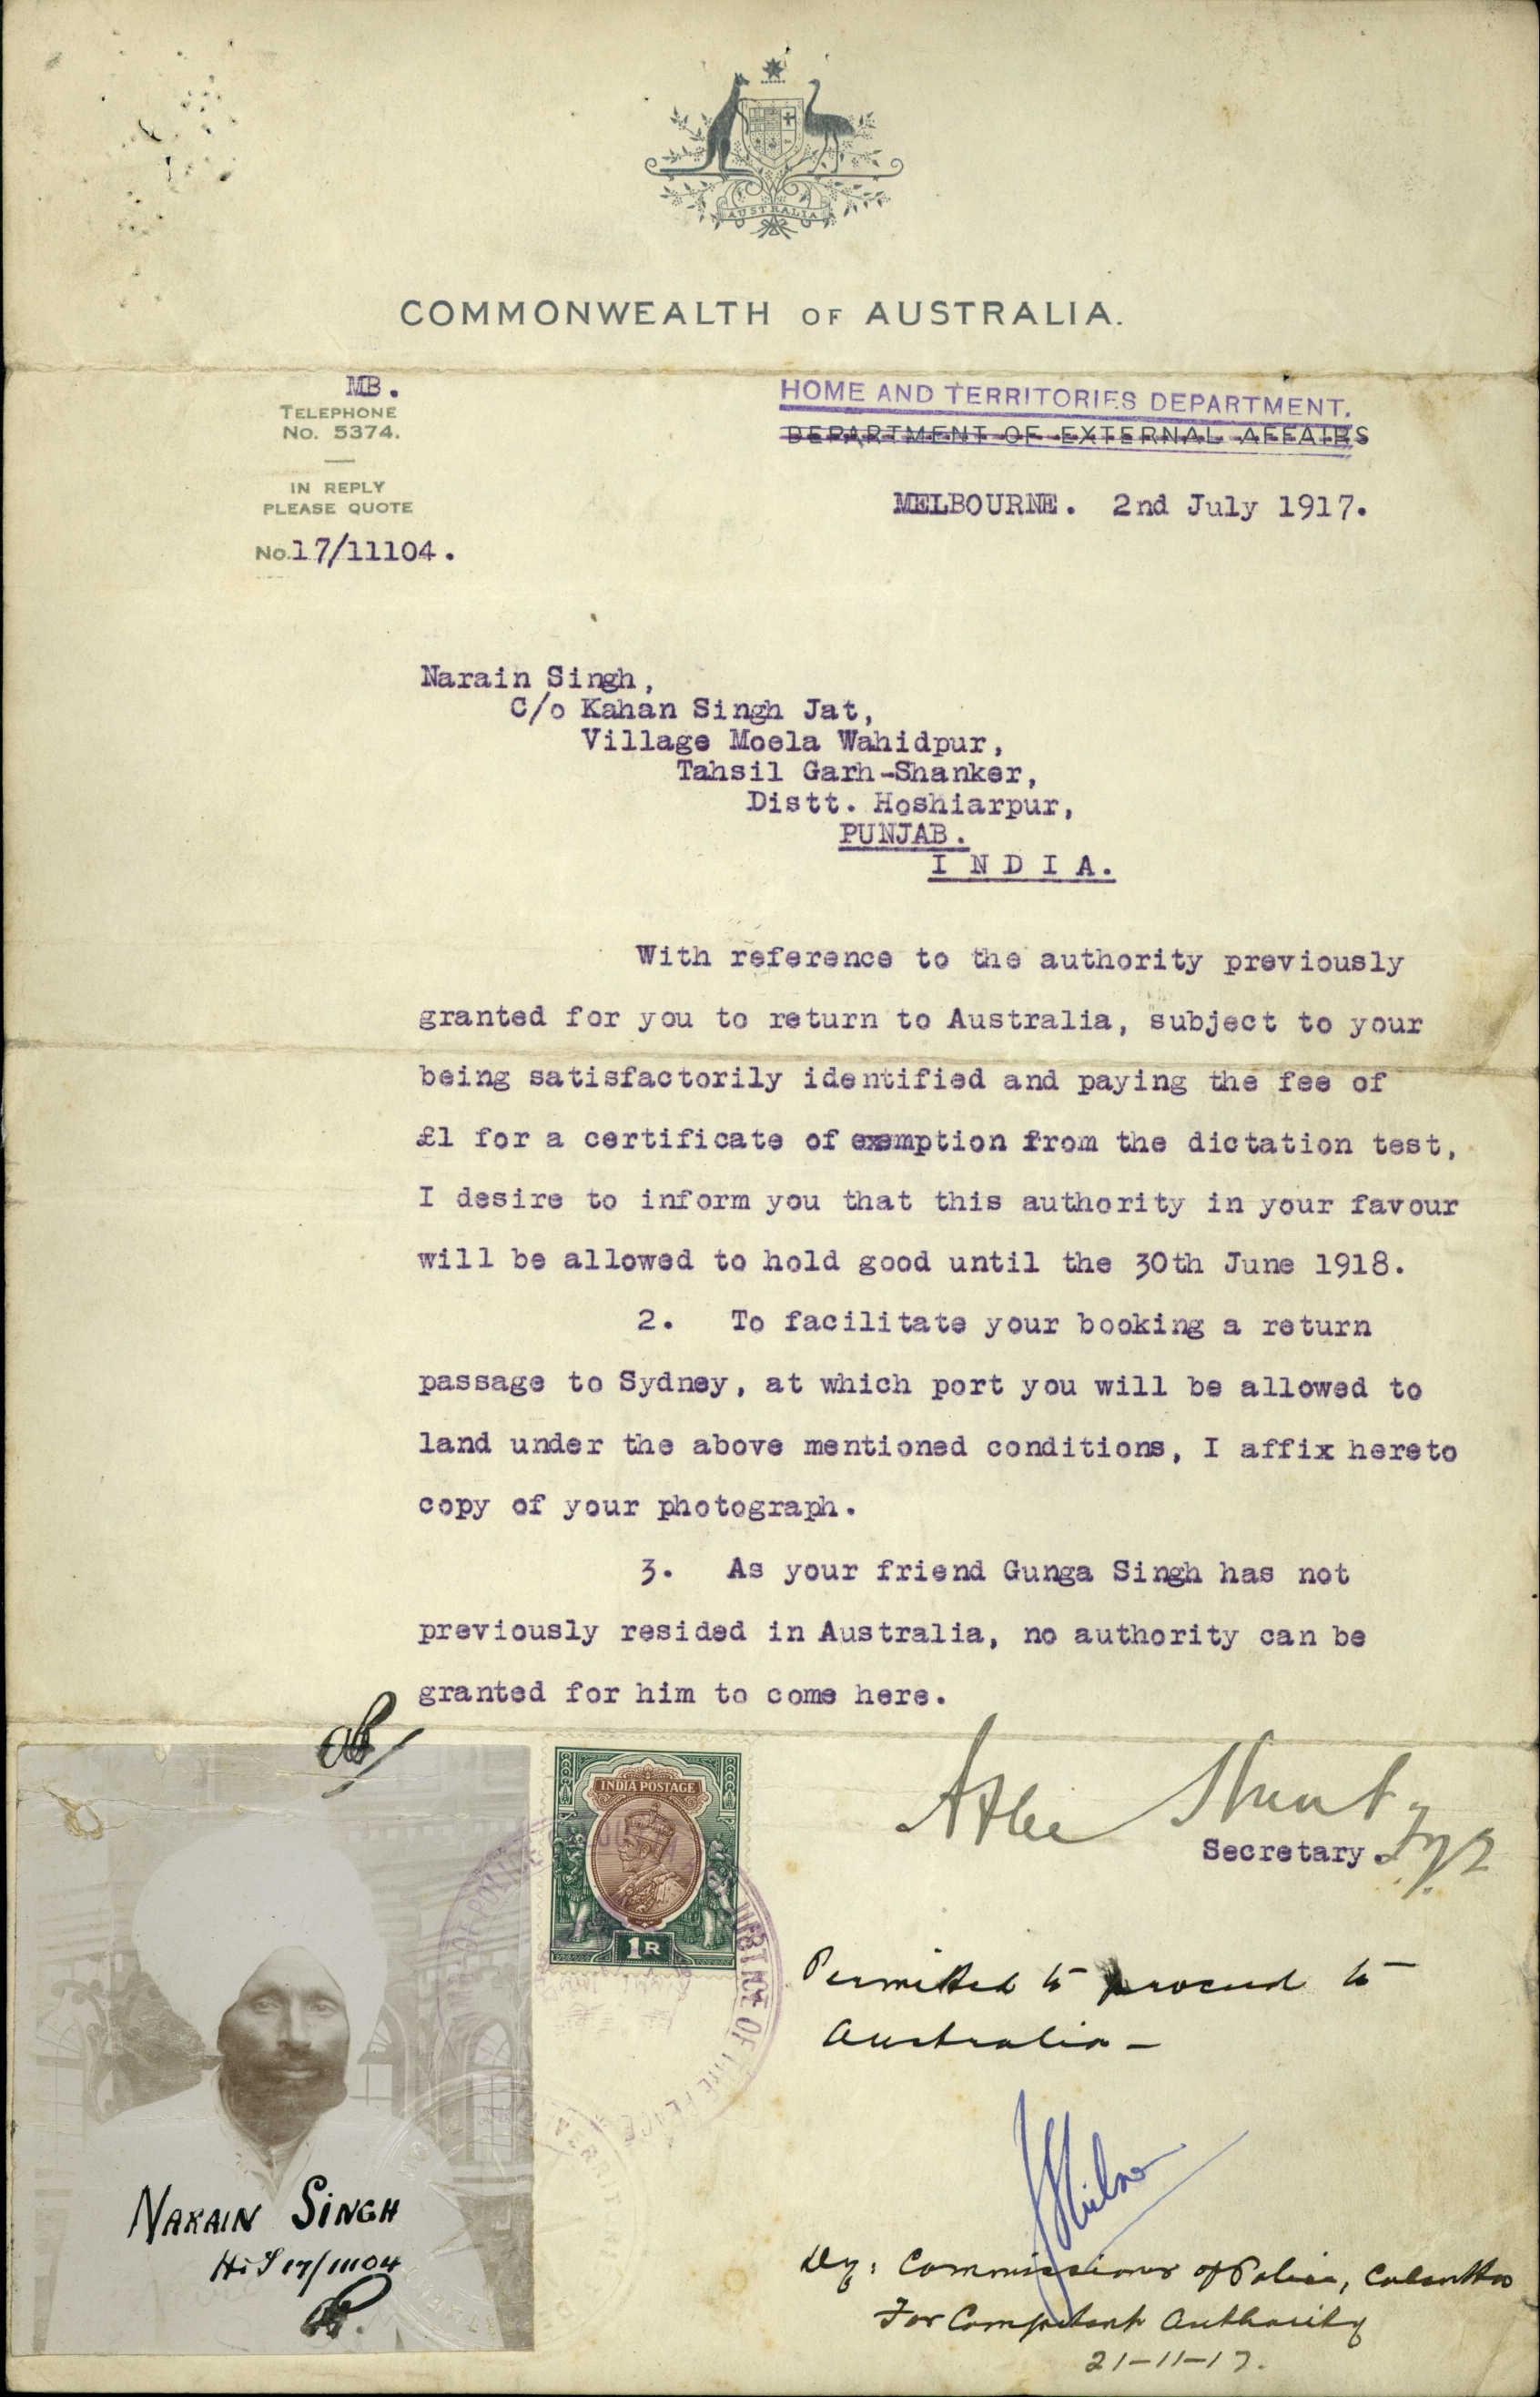 AUSTRALIA
COMMONWEALTH OF AUSTRALIA.
MB.
TELEPHONE
No. 5374.
IN REPLY
PLEASE QUOTE
No. 17/11104.
HOME AND TERRITORIES DEPARTMENT.
DEPARTMENT OF EXTERNAL AFFAIRS
MELBOURNE. 2nd July 1917.
Narain Singh,
C/o Kahan Singh Jat,
Village Moela Wahidpur,
Tahsil Garh-Shanker,
Distt. Hoshiarpur,
PUNJAB.
I N D I A.
With reference to the authority previously
granted for you to return to Australia, subject to your
being satisfactorily identified and paying the fee of
£1 for a certificate of exemption from the dictation test,
I desire to inform you that this authority in your favour
will be allowed to hold good until the 30th June 1918.
2. To facilitate your booking a return
passage to Sydney, at which port you will be allowed to
land under the above mentioned conditions, I affix hereto
copy of your photograph.
3. As your friend Gunga Singh has not
previously resided in Australia, no authority can be
granted for him to come here.
Atlee Hunt
Secretary.
INDIA POSTAGE
1R
OF POLICE
OF THE PEACE
Permitted to proceed to
Australia -
Dy: Commissioner of Police, Calcutta
For Competent Authority
21-11-17.
NARAIN SINGH
H&T 17/11104